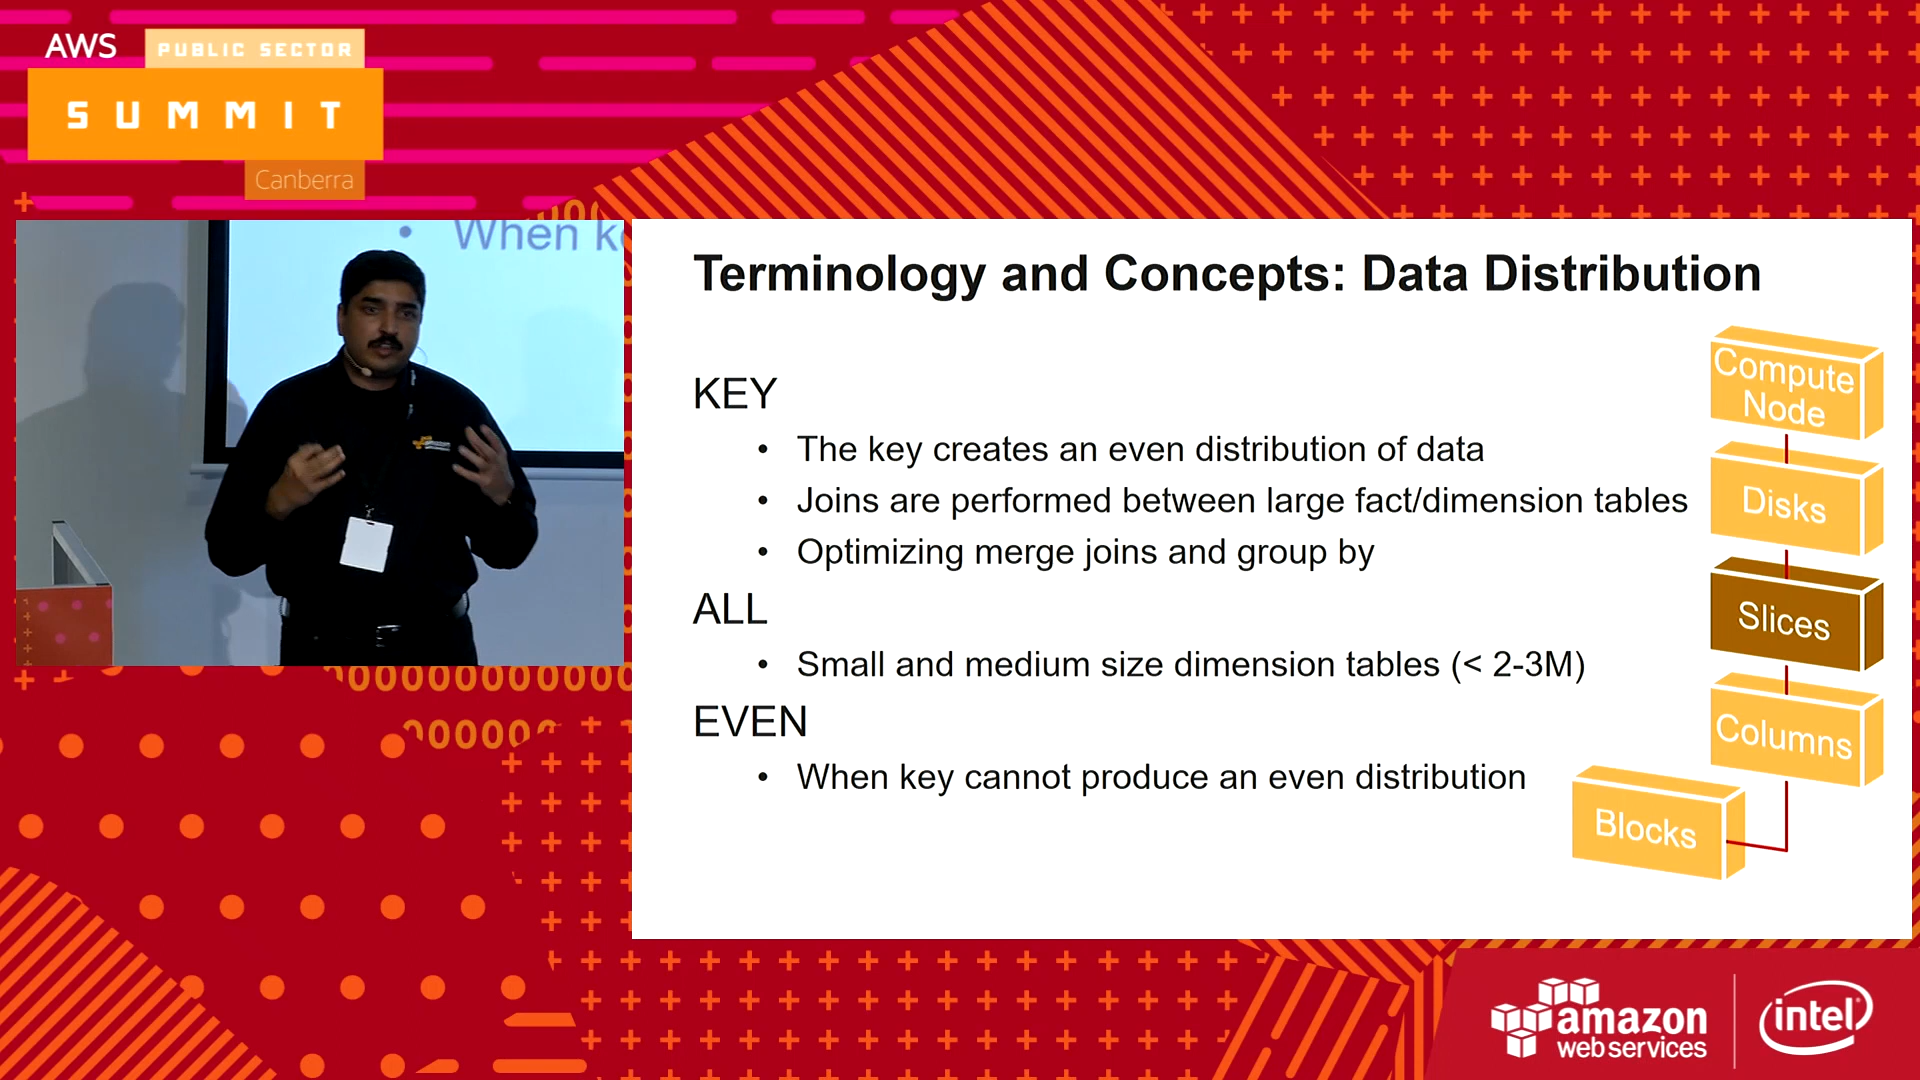 AWS
PUBLIC SECTOR
SUMMIT
Canberra
• When k
Terminology and Concepts: Data Distribution
KEY
• The key creates an even distribution of data
• Joins are performed between large fact/dimension tables
• Optimizing merge joins and group by
ALL
• Small and medium size dimension tables (< 2-3M)
EVEN
• When key cannot produce an even distribution
Compute
Node
Disks
Slices
Columns
Blocks
amazon
web services
intel